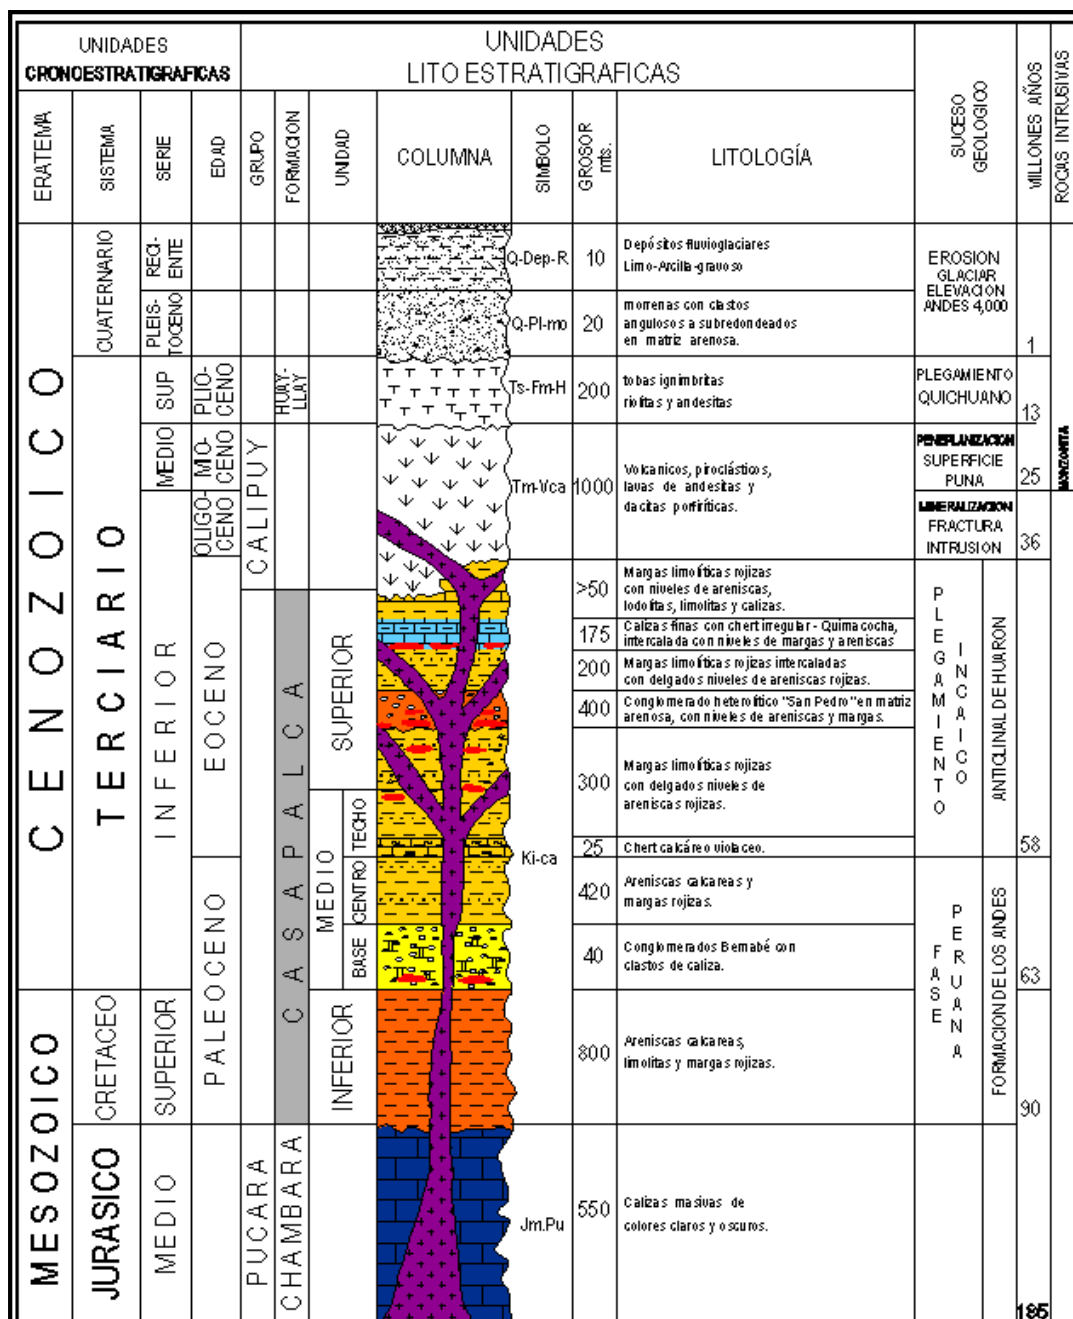 UNIDADES
CRONOESTRATIGRAFICAS
UNIDADES
LITO ESTRATIGRAFICAS
ERATEMA
SISTEMA
SERIE
EDAD
GRUPO
FORMACION
UNIDAD
COLUMNA
SIMBOLO
GROSOR
mts.
LITOLOGÍA
SUCESO
GEOLOGICO
MILLONES AÑOS
ROCAS INTRUSIVAS
CENOZOICO
MESOZOICO
CUATERNARIO
TERCIARIO
CRETACEO
JURASICO
RECI-
ENTE
PLEIS-
TOCENO
SUP
MEDIO
INFERIOR
SUPERIOR
MEDIO
PLIO-
CENO
MIO-
CENO
OLIGO-
CENO
EOCENO
PALEOCENO
CALIPUY
PUCARA
HUAY-
LLAY
CASAPALCA
CHAMBARA
SUPERIOR
MEDIO
TECHO
CENTRO
BASE
INFERIOR
Q-Dep-R
10
Depósitos fluvioglaciares
Limo-Arcilla-gravoso
Q-Pl-mo
20
morrenas con clastos
angulosos a subredondeados
en matriz arenosa.
Ts-Fm-H
200
tobas ignimbritas
riolitas y andesitas
Tm-Vca
1000
Volcanicos, piroclásticos,
lavas de andesitas y
dacitas porfiríticas.
Ki-ca
>50
Margas limolíticas rojizas
con niveles de areniscas,
lodolitas, limolitas y calizas.
175
Calizas finas con chert irregular - Quimacocha,
intercalada con niveles de margas y areniscas
200
Margas limolíticas rojizas intercaladas
con delgados niveles de areniscas rojizas.
400
Conglomerado heterolítico "San Pedro" en matriz
arenosa, con niveles de areniscas y margas.
300
Margas limolíticas rojizas
con delgados niveles de
areniscas rojizas.
25
Chert calcáreo violaceo.
420
Areniscas calcareas y
margas rojizas.
40
Conglomerados Bernabé con
clastos de caliza.
800
Areniscas calcareas,
limolitas y margas rojizas.
Jm.Pu
550
Calizas masivas de
colores claros y oscuros.
EROSION
GLACIAR
ELEVACION
ANDES 4,000
PLEGAMIENTO
QUICHUANO
PENEPLANIZACION
SUPERFICIE
PUNA
MINERALIZACION
FRACTURA
INTRUSION
PLEGAMIENTO
INCAICO
ANTICLINAL DE HUARON
FASE
PERUANA
FORMACION DE LOS ANDES
1
13
25
36
58
63
90
185
MONZONITA